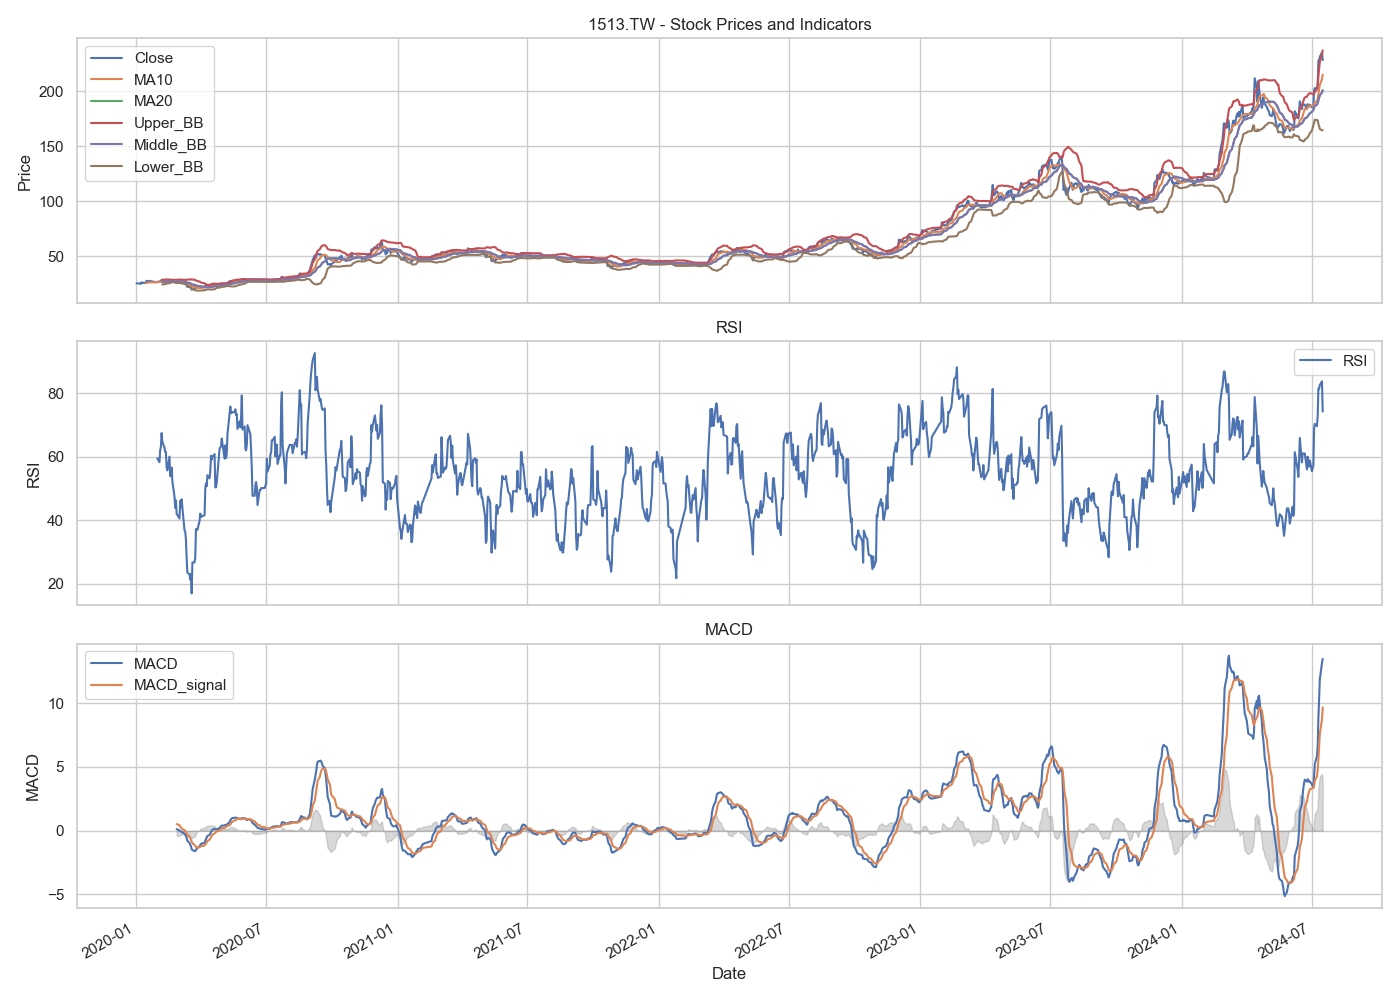 1513.TW - Stock Prices and Indicators
Close
MA10
MA20
Upper_BB
Middle_BB
Lower_BB
Price
200
150
100
50
RSI
RSI
RSI
80
60
40
20
MACD
MACD
MACD_signal
MACD
10
5
0
−5
2020-01
2020-07
2021-01
2021-07
2022-01
2022-07
2023-01
2023-07
2024-01
2024-07
Date